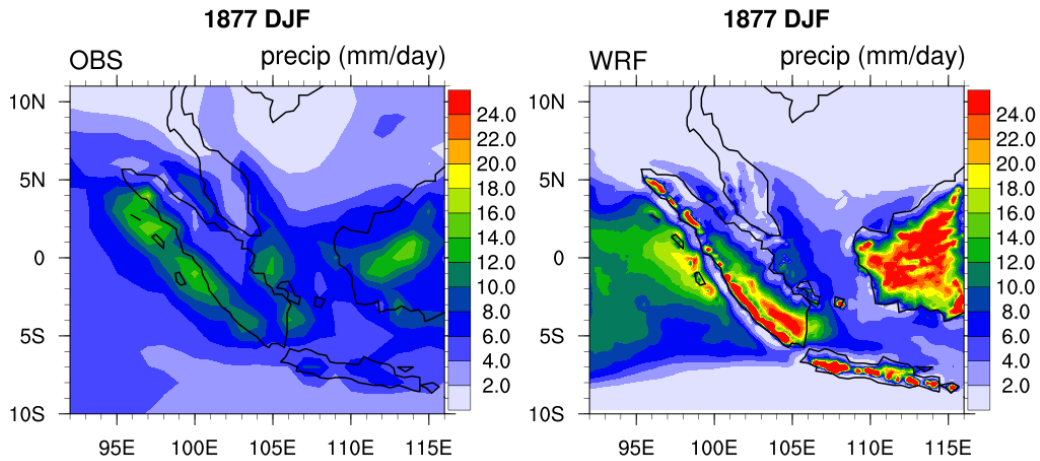 1877 DJF
OBS precip (mm/day)
10N
5N
0
5S
10S
95E 100E 105E 110E 115E
24.0
22.0
20.0
18.0
16.0
14.0
12.0
10.0
8.0
6.0
4.0
2.0
1877 DJF
WRF precip (mm/day)
10N
5N
0
5S
10S
95E 100E 105E 110E 115E
24.0
22.0
20.0
18.0
16.0
14.0
12.0
10.0
8.0
6.0
4.0
2.0